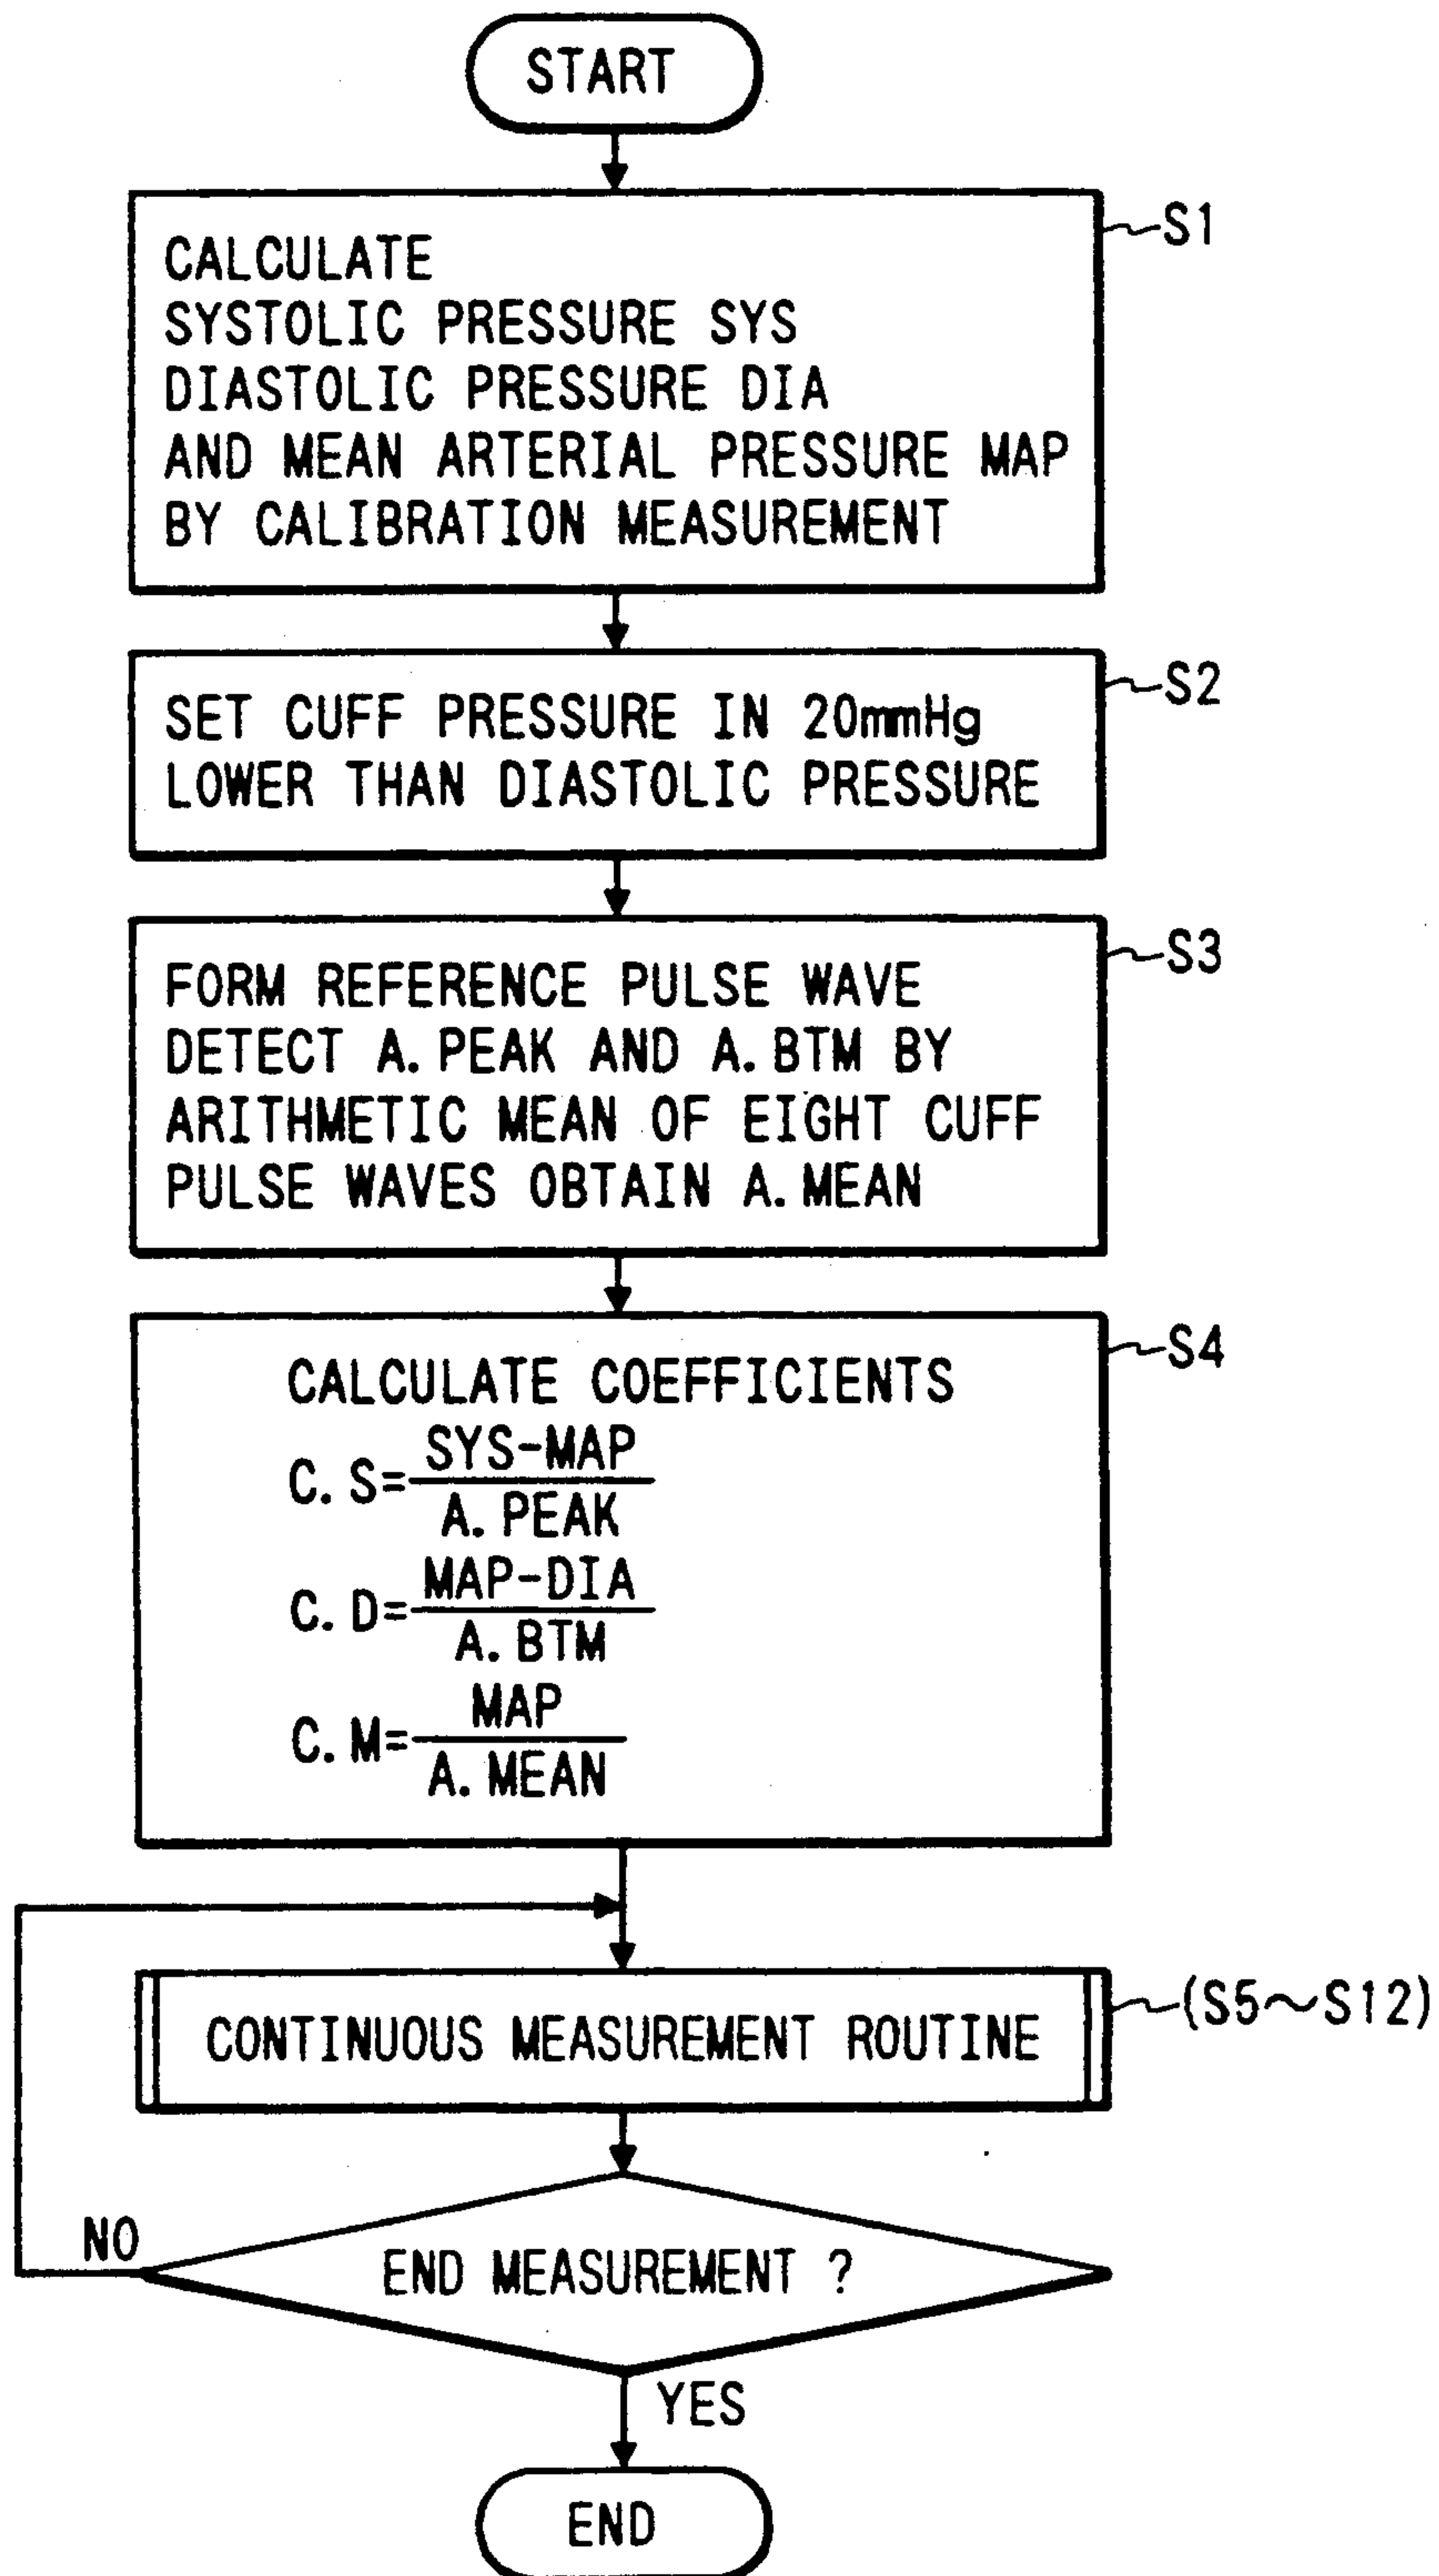 START
S1
CALCULATE
SYSTOLIC PRESSURE SYS
DIASTOLIC PRESSURE DIA
AND MEAN ARTERIAL PRESSURE MAP
BY CALIBRATION MEASUREMENT
S2
SET CUFF PRESSURE IN 20mmHg
LOWER THAN DIASTOLIC PRESSURE
S3
FORM REFERENCE PULSE WAVE
DETECT A.PEAK AND A.BTM BY
ARITHMETIC MEAN OF EIGHT CUFF
PULSE WAVES OBTAIN A.MEAN
S4
CALCULATE COEFFICIENTS
SYS-MAP
C.S=
A.PEAK
MAP-DIA
C.D=
A.BTM
MAP
C.M=
A.MEAN
(S5~S12)
CONTINUOUS MEASUREMENT ROUTINE
NO
END MEASUREMENT ?
YES
END